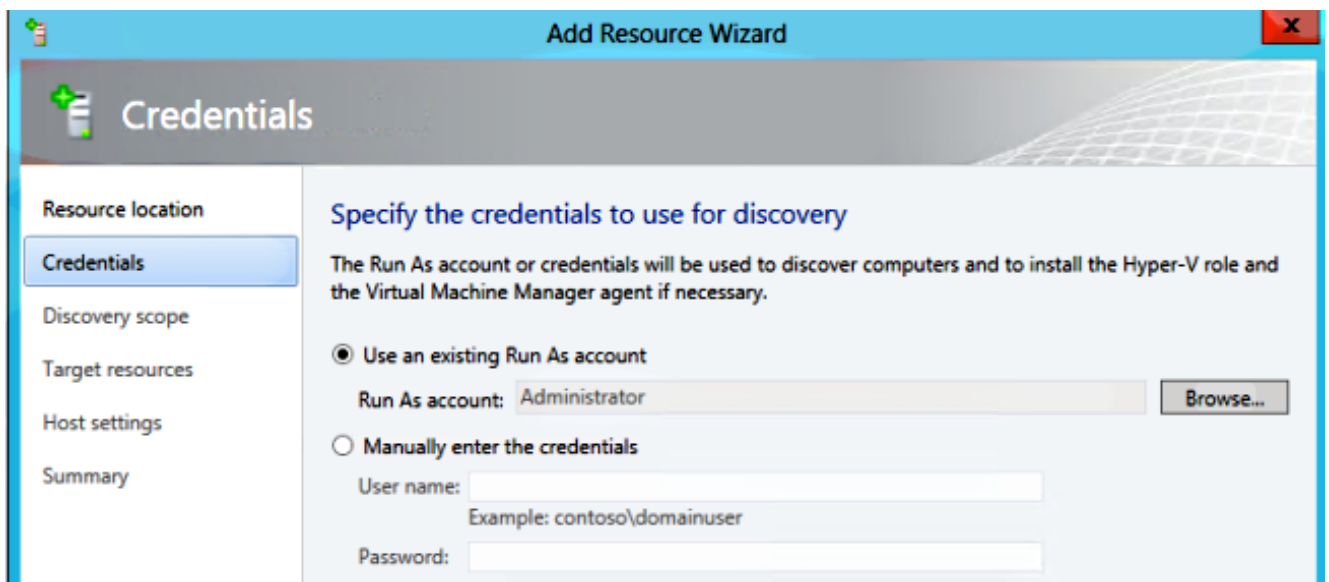 Add Resource Wizard
x
Credentials
Resource location
Credentials
Discovery scope
Target resources
Host settings
Summary
Specify the credentials to use for discovery
The Run As account or credentials will be used to discover computers and to install the Hyper-V role and
the Virtual Machine Manager agent if necessary.
Use an existing Run As account
Run As account: Administrator Browse...
Manually enter the credentials
User name:
Example: contoso\domainuser
Password: